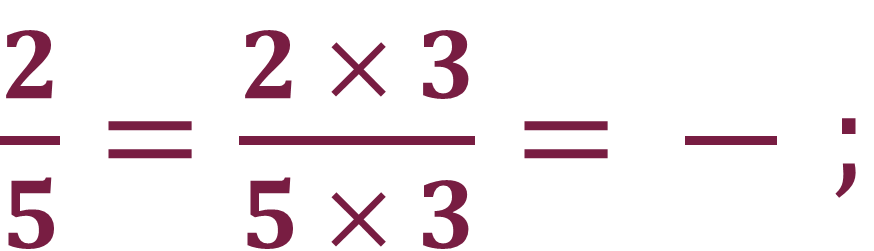 2/5 = (2 × 3)/(5 × 3) = — ;